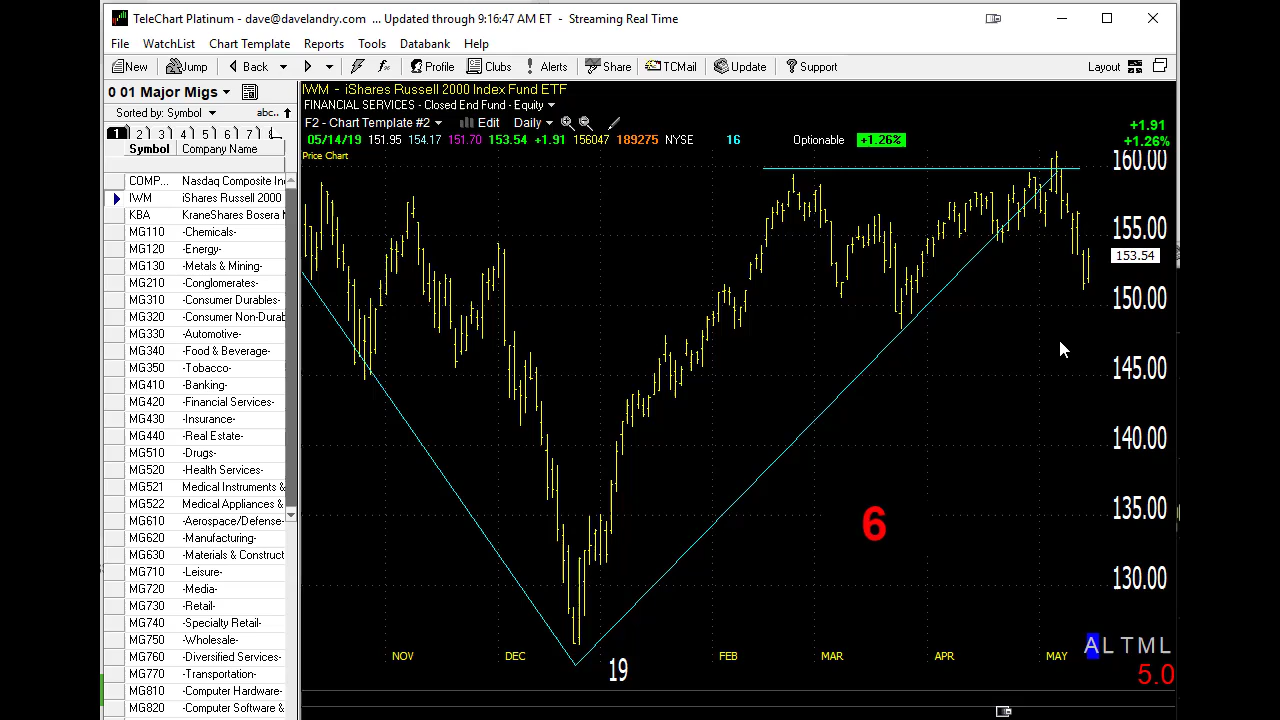 TeleChart Platinum - dave@davelandry.com ... Updated through 9:16:47 AM ET - Streaming Real Time
File WatchList Chart Template Reports Tools Databank Help
New Jump Back Profile Clubs Alerts Share TCMail Update Support Layout
0 01 Major Migs
IWM - iShares Russell 2000 Index Fund ETF
FINANCIAL SERVICES - Closed End Fund - Equity
Sorted by: Symbol abc..
F2 - Chart Template #2 Edit Daily
1 2 3 4 5 6 7 8
+1.91
05/14/19 151.95 154.17 151.70 153.54 +1.91 156047 189275 NYSE 16 Optionable +1.26%
+1.26%
Symbol Company Name
Price Chart
COMP... Nasdaq Composite In
IWM iShares Russell 2000
KBA KraneShares Bosera
MG110 -Chemicals-
MG120 -Energy-
MG130 -Metals & Mining-
MG210 -Conglomerates-
MG310 -Consumer Durables-
MG320 -Consumer Non-Durab
MG330 -Automotive-
MG340 -Food & Beverage-
MG350 -Tobacco-
MG410 -Banking-
MG420 -Financial Services-
MG430 -Insurance-
MG440 -Real Estate-
MG510 -Drugs-
MG520 -Health Services-
MG521 Medical Instruments &
MG522 Medical Appliances &
MG610 -Aerospace/Defense-
MG620 -Manufacturing-
MG630 -Materials & Construct
MG710 -Leisure-
MG720 -Media-
MG730 -Retail-
MG740 -Specialty Retail-
MG750 -Wholesale-
MG760 -Diversified Services-
MG770 -Transportation-
MG810 -Computer Hardware-
MG820 -Computer Software &
160.00
155.00
153.54
150.00
145.00
140.00
135.00
130.00
6
NOV DEC 19 FEB MAR APR MAY
A L T M L
5.0